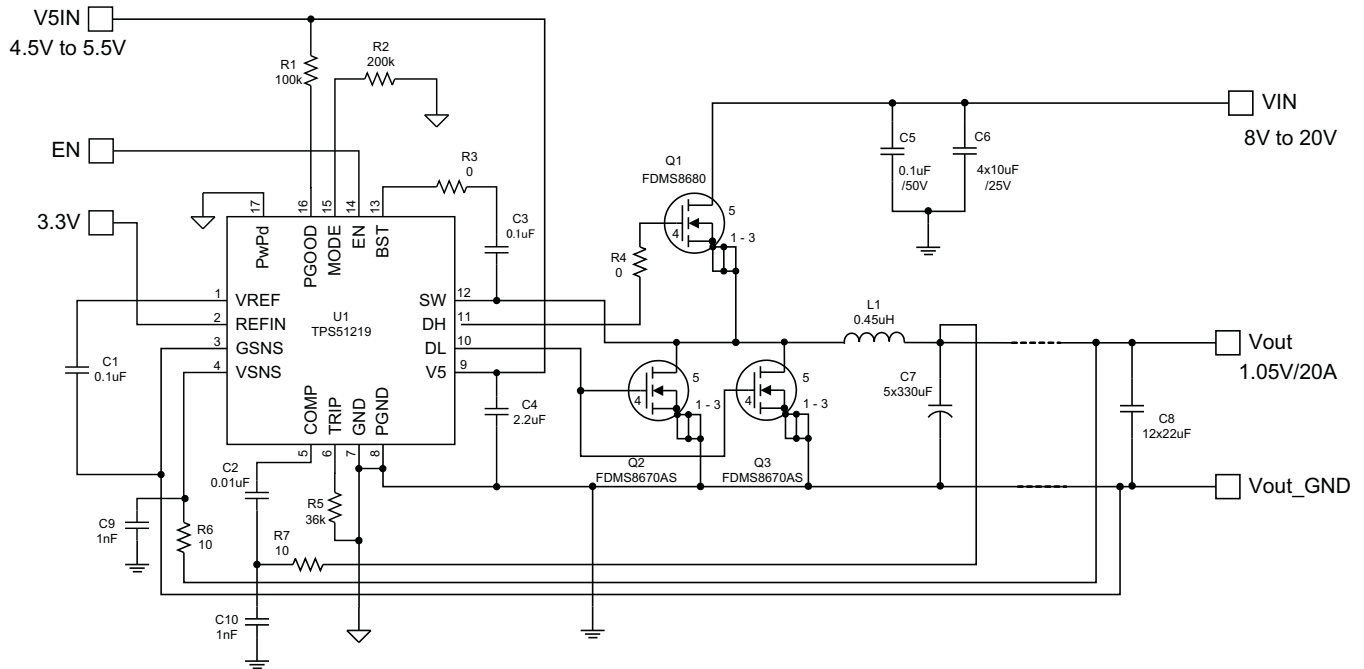 V5IN
4.5V to 5.5V
R1
100k
R2
200k
EN
3.3V
R3
0
C3
0.1uF
Q1
FDMS8680
5
4
1 - 3
R4
0
C5
0.1uF
/50V
C6
4x10uF
/25V
VIN
8V to 20V
17
16
15
14
13
PwPd
PGOOD
MODE
EN
BST
1
VREF
2
REFIN
3
GSNS
4
VSNS
U1
TPS51219
SW
12
DH
11
DL
10
V5
9
COMP
TRIP
GND
PGND
5
6
7
8
C1
0.1uF
C4
2.2uF
5
4
1 - 3
Q2
FDMS8670AS
5
4
1 - 3
Q3
FDMS8670AS
L1
0.45uH
C7
5x330uF
Vout
1.05V/20A
C8
12x22uF
Vout_GND
C2
0.01uF
R5
36k
C9
1nF
R6
10
R7
10
C10
1nF